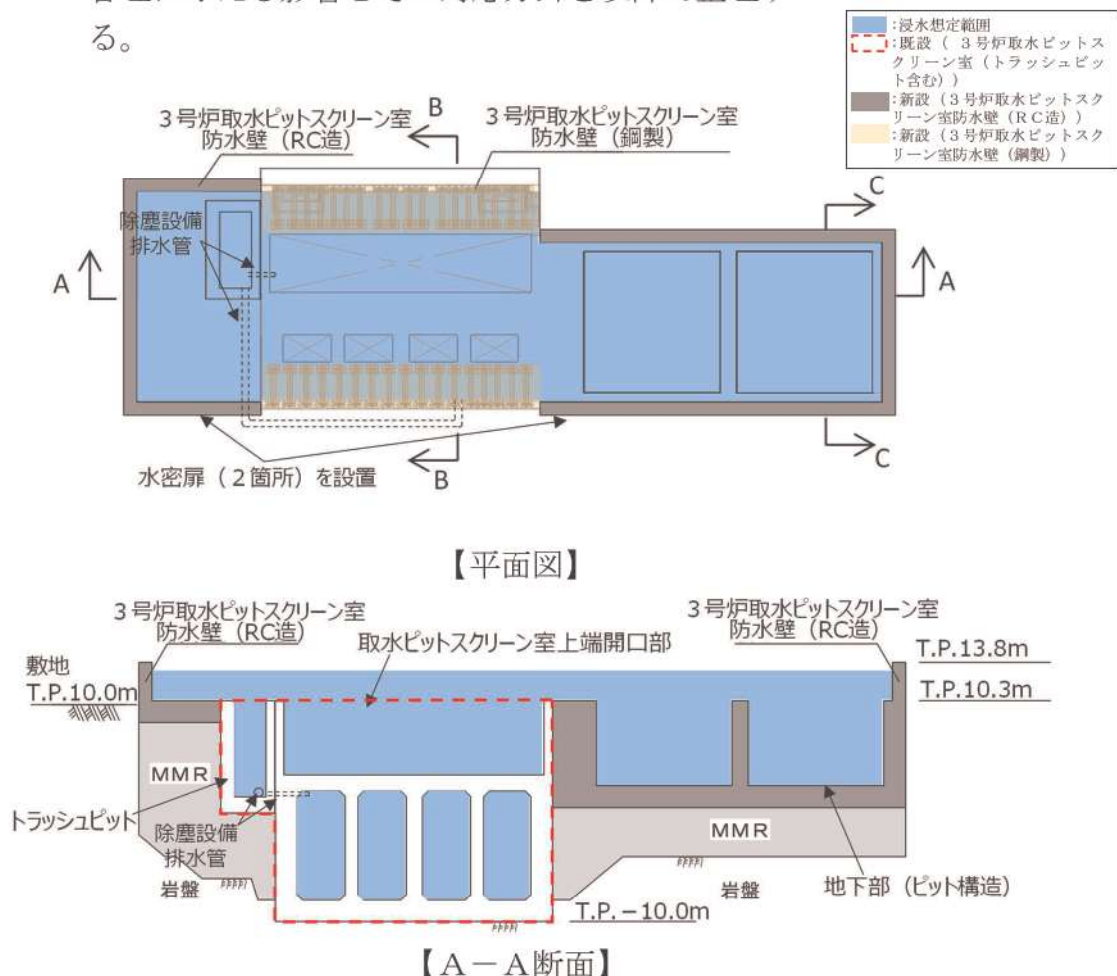 る。
:浸水想定範囲
:既設( 3号炉取水ピットス
クリーン室(トラッシュピッ
ト含む))
:新設(3号炉取水ピットスク
リーン室防水壁(RC造))
:新設(3号炉取水ピットスク
リーン室防水壁(鋼製))
3号炉取水ピットスクリーン室
防水壁(RC造)
B
3号炉取水ピットスクリーン室
防水壁(鋼製)
C
除塵設備
排水管
A
A
水密扉(2箇所)を設置
B
C
【平面図】
3号炉取水ピットスクリーン室
防水壁(RC造)
取水ピットスクリーン室上端開口部
3号炉取水ピットスクリーン室
防水壁(RC造)
敷地
T.P.10.0m
T.P.13.8m
T.P.10.3m
MMR
トラッシュピット
除塵設備
排水管
MMR
岩盤
岩盤
地下部(ピット構造)
T.P.-10.0m
【A-A断面】